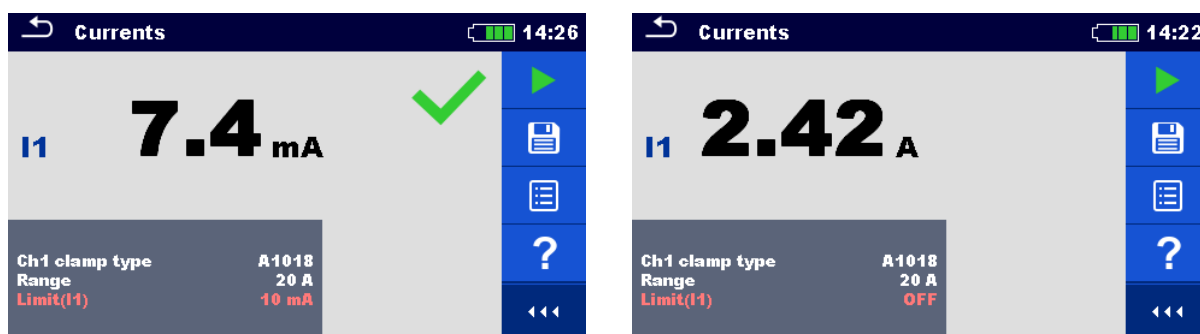 Currents 14:26
I1 7.4 mA
?
Ch1 clamp type A1018
Range 20 A
Limit(I1) 10 mA
Currents 14:22
I1 2.42 A
?
Ch1 clamp type A1018
Range 20 A
Limit(I1) OFF